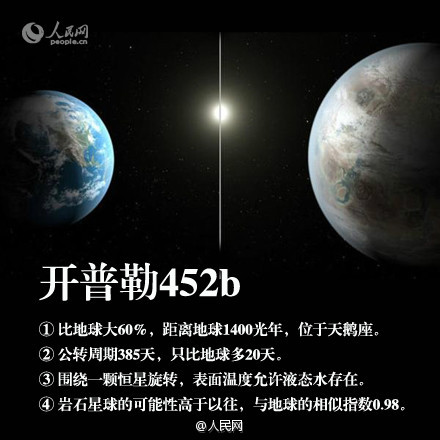 人民网
people.cn
开普勒452b
① 比地球大60%，距离地球1400光年，位于天鹅座。
② 公转周期385天，只比地球多20天。
③ 围绕一颗恒星旋转，表面温度允许液态水存在。
④ 岩石星球的可能性高于以往，与地球的相似指数0.98。
@人民网